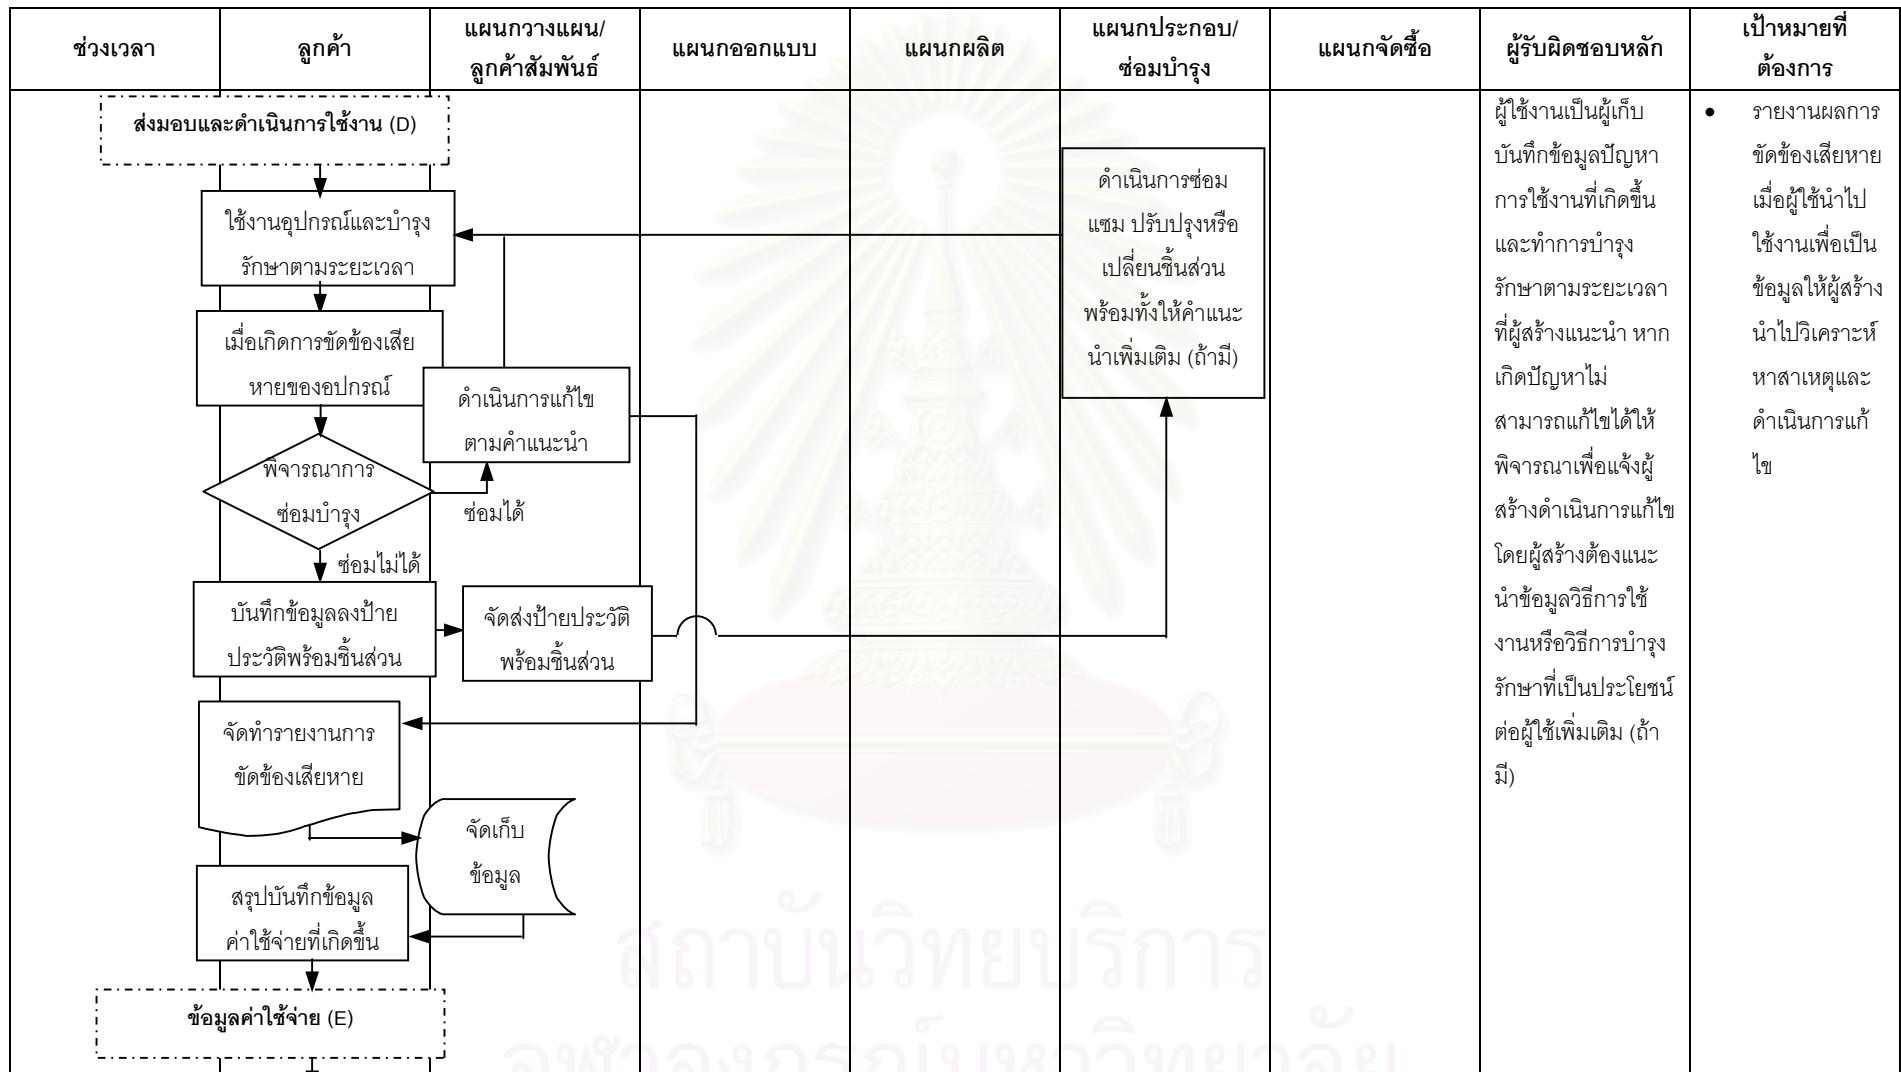 ช่วงเวลา
ลูกค้า
แผนกวางแผน/
ลูกค้าสัมพันธ์
แผนกออกแบบ
แผนกผลิต
แผนกประกอบ/
ซ่อมบำรุง
แผนกจัดซื้อ
ผู้รับผิดชอบหลัก
เป้าหมายที่
ต้องการ
ส่งมอบและดำเนินการใช้งาน (D)
ใช้งานอุปกรณ์และบำรุง
รักษาตามระยะเวลา
เมื่อเกิดการขัดข้องเสีย
หายของอปกรณ์
พิจารณาการ
ซ่อมบำรุง
ซ่อมได้
ซ่อมไม่ได้
ดำเนินการแก้ไข
ตามคำแนะนำ
บันทึกข้อมูลลงป้าย
ประวัติพร้อมชิ้นส่วน
จัดส่งป้ายประวัติ
พร้อมชิ้นส่วน
ดำเนินการซ่อม
แซม ปรับปรุงหรือ
เปลี่ยนชิ้นส่วน
พร้อมทั้งให้คำแนะ
นำเพิ่มเติม (ถ้ามี)
จัดทำรายงานการ
ขัดข้องเสียหาย
จัดเก็บ
ข้อมูล
สรุปบันทึกข้อมูล
ค่าใช้จ่ายที่เกิดขึ้น
ข้อมูลค่าใช้จ่าย (E)
ผู้ใช้งานเป็นผู้เก็บ
บันทึกข้อมูลปัญหา
การใช้งานที่เกิดขึ้น
และทำการบำรุง
รักษาตามระยะเวลา
ที่ผู้สร้างแนะนำ หาก
เกิดปัญหาไม่
สามารถแก้ไขได้ให้
พิจารณาเพื่อแจ้งผู้
สร้างดำเนินการแก้ไข
โดยผู้สร้างต้องแนะ
นำข้อมูลวิธีการใช้
งานหรือวิธีการบำรุง
รักษาที่เป็นประโยชน์
ต่อผู้ใช้เพิ่มเติม (ถ้า
มี)
• รายงานผลการ
ขัดข้องเสียหาย
เมื่อผู้ใช้นำไป
ใช้งานเพื่อเป็น
ข้อมูลให้ผู้สร้าง
นำไปวิเคราะห์
หาสาเหตุและ
ดำเนินการแก้
ไข
สถาบันวิทยบริการ
จุฬาลงกรณ์มหาวิทยาลัย